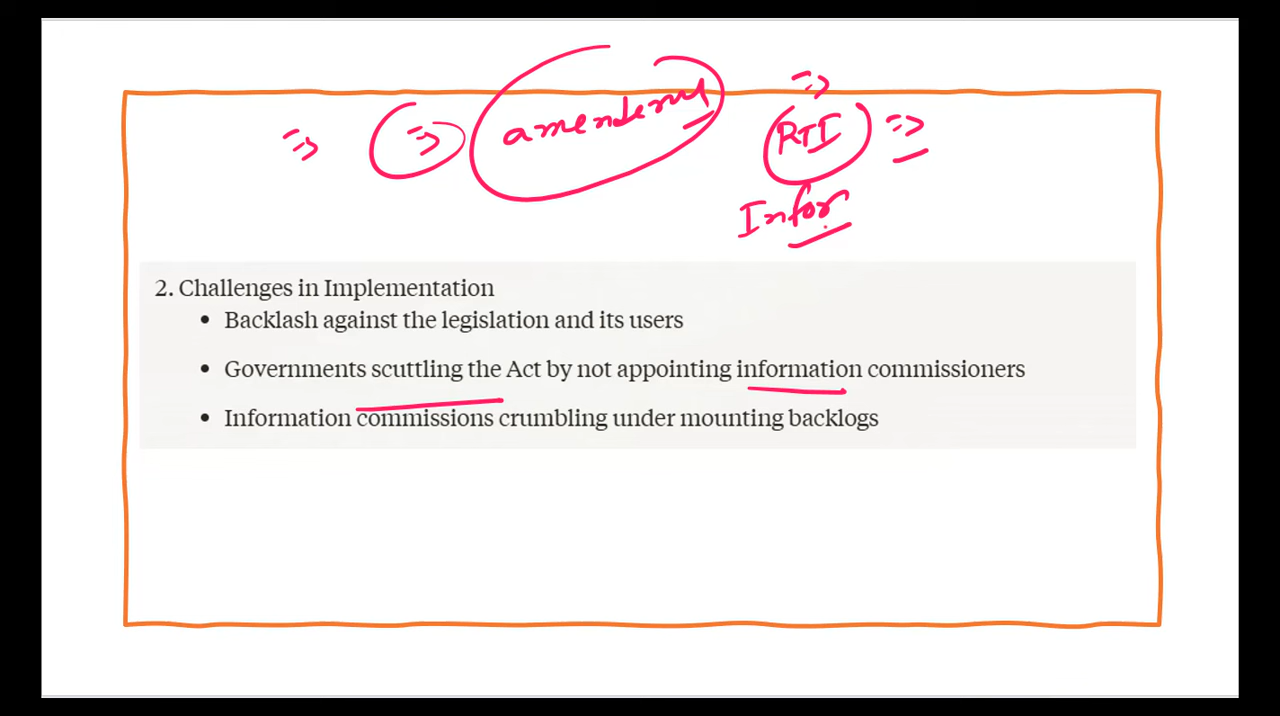 ⇒ ⇒ amendemt ⇒ RTI ⇒
Infor
2. Challenges in Implementation
• Backlash against the legislation and its users
• Governments scuttling the Act by not appointing information commissioners
• Information commissions crumbling under mounting backlogs